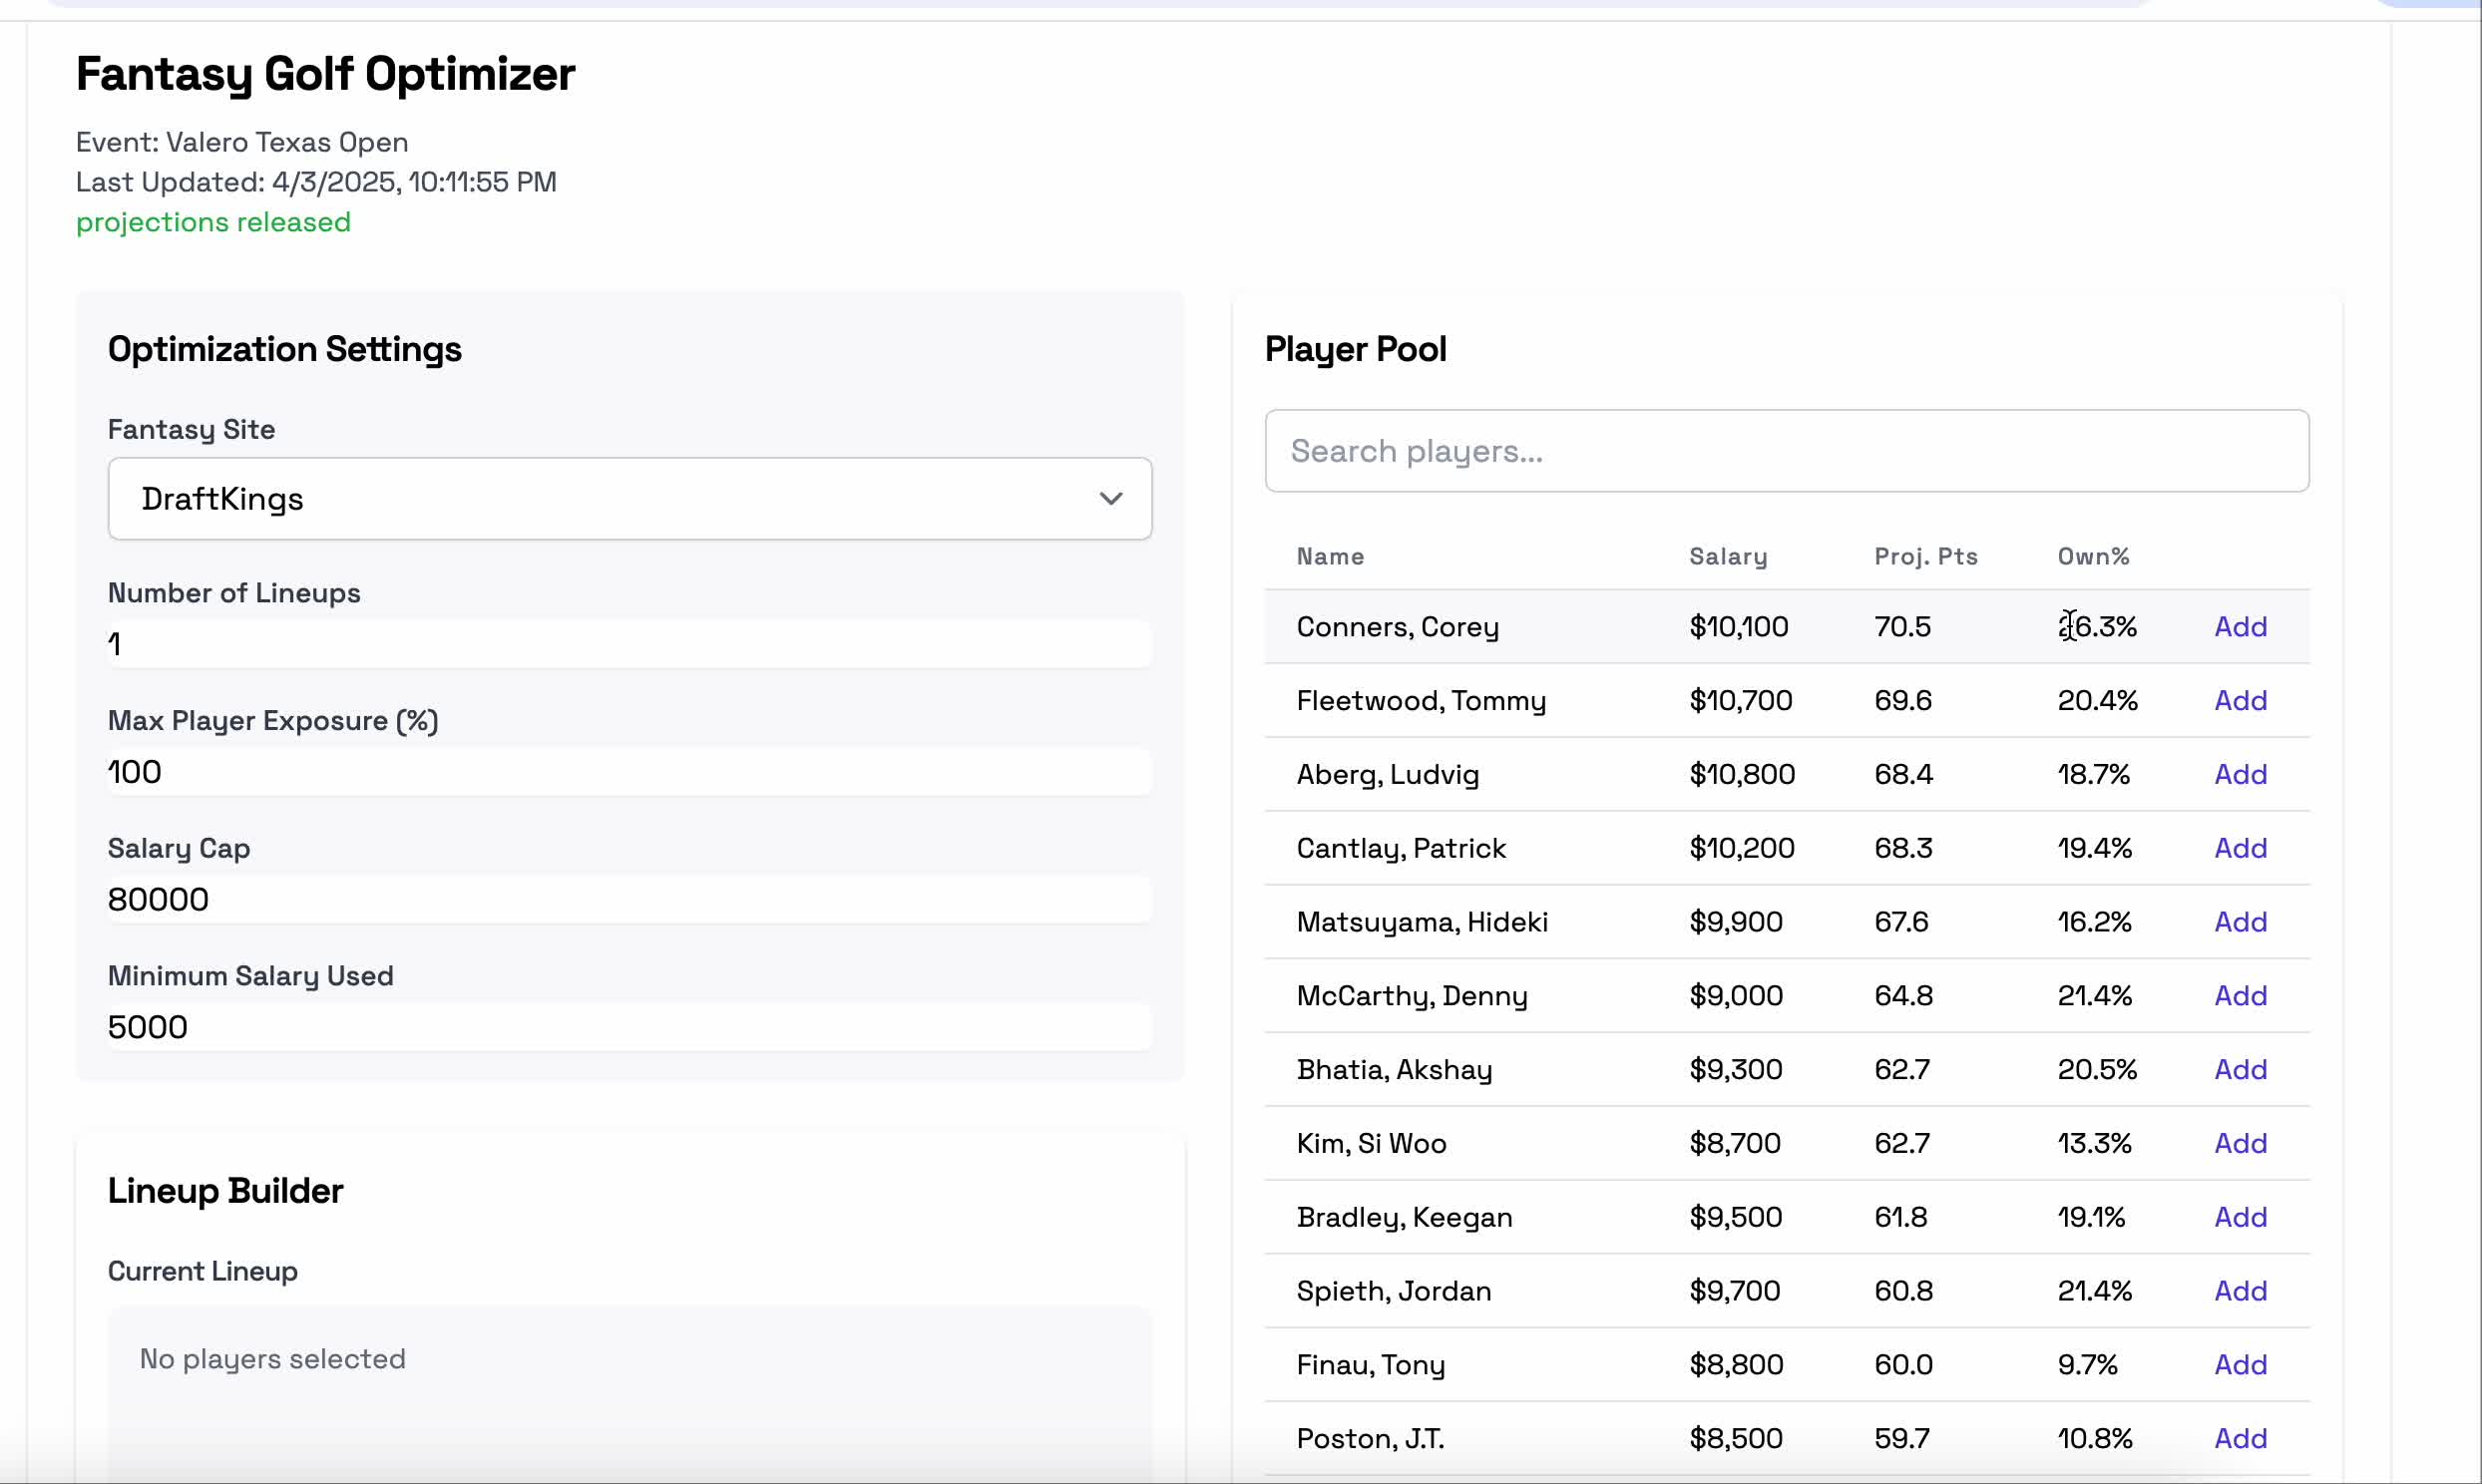 Fantasy Golf Optimizer
Event: Valero Texas Open
Last Updated: 4/3/2025, 10:11:55 PM
projections released
Optimization Settings
Fantasy Site
DraftKings
Number of Lineups
1
Max Player Exposure (%)
100
Salary Cap
80000
Minimum Salary Used
5000
Lineup Builder
Current Lineup
No players selected
Player Pool
Search players...
Name Salary Proj. Pts Own%
Conners, Corey $10,100 70.5 Add
Fleetwood, Tommy $10,700 69.6 20.4% Add
Aberg, Ludvig $10,800 68.4 18.7% Add
Cantlay, Patrick $10,200 68.3 19.4% Add
Matsuyama, Hideki $9,900 67.6 16.2% Add
McCarthy, Denny $9,000 64.8 21.4% Add
Bhatia, Akshay $9,300 62.7 20.5% Add
Kim, Si Woo $8,700 62.7 13.3% Add
Bradley, Keegan $9,500 61.8 19.1% Add
Spieth, Jordan $9,700 60.8 21.4% Add
Finau, Tony $8,800 60.0 9.7% Add
Poston, J.T. $8,500 59.7 10.8% Add